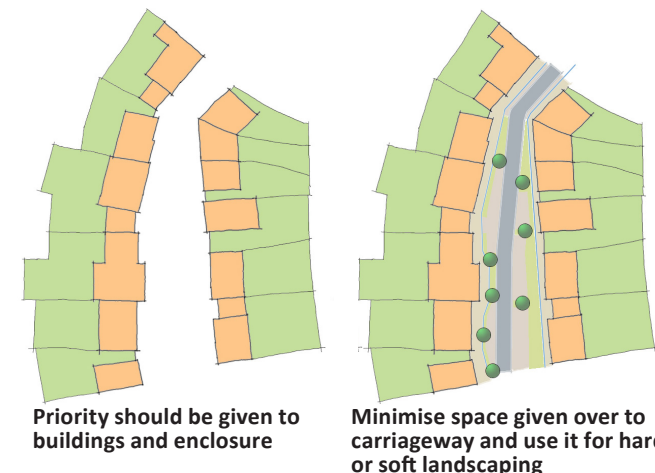 Priority should be given to
buildings and enclosure
Minimise space given over to
carriageway and use it for hard
or soft landscaping